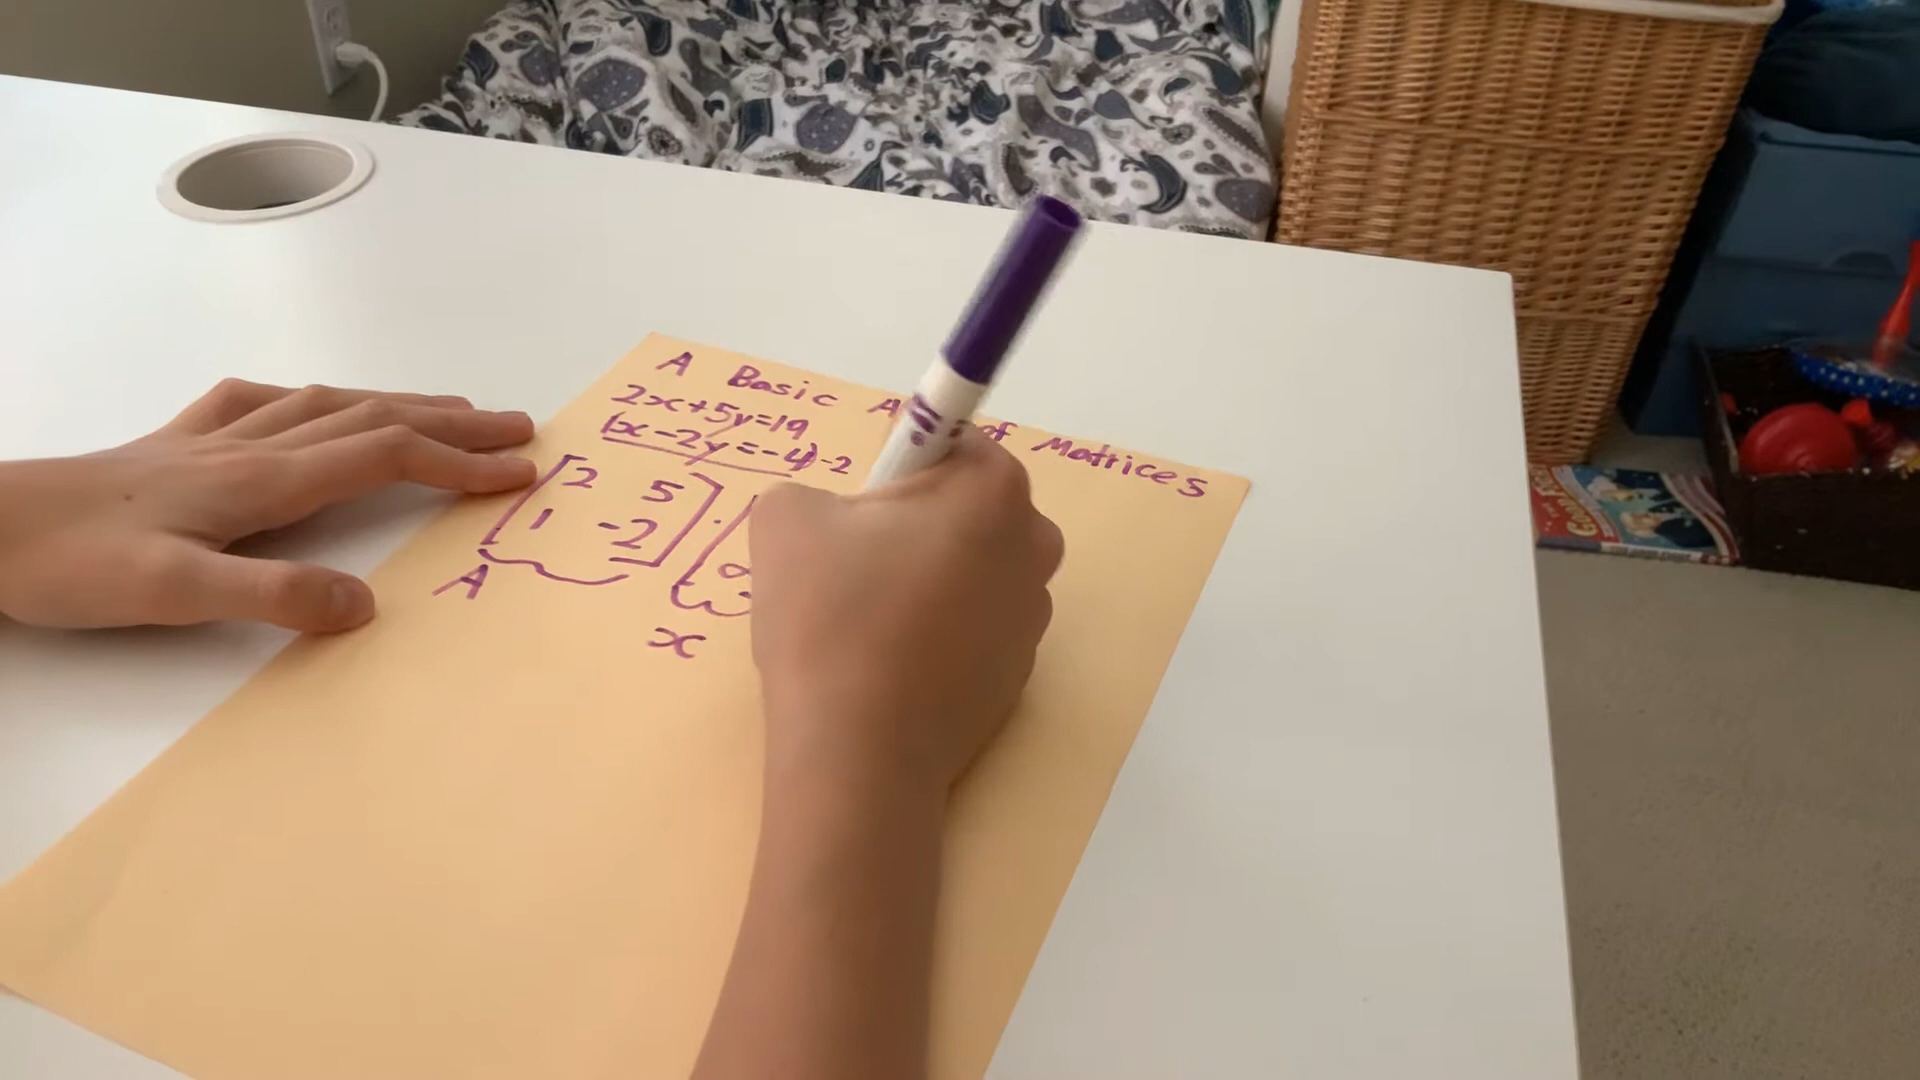 A Basic of Matrices
2x+5y=19
(x-2y=-4)-2
[2 5] · [
1 -2
A
x